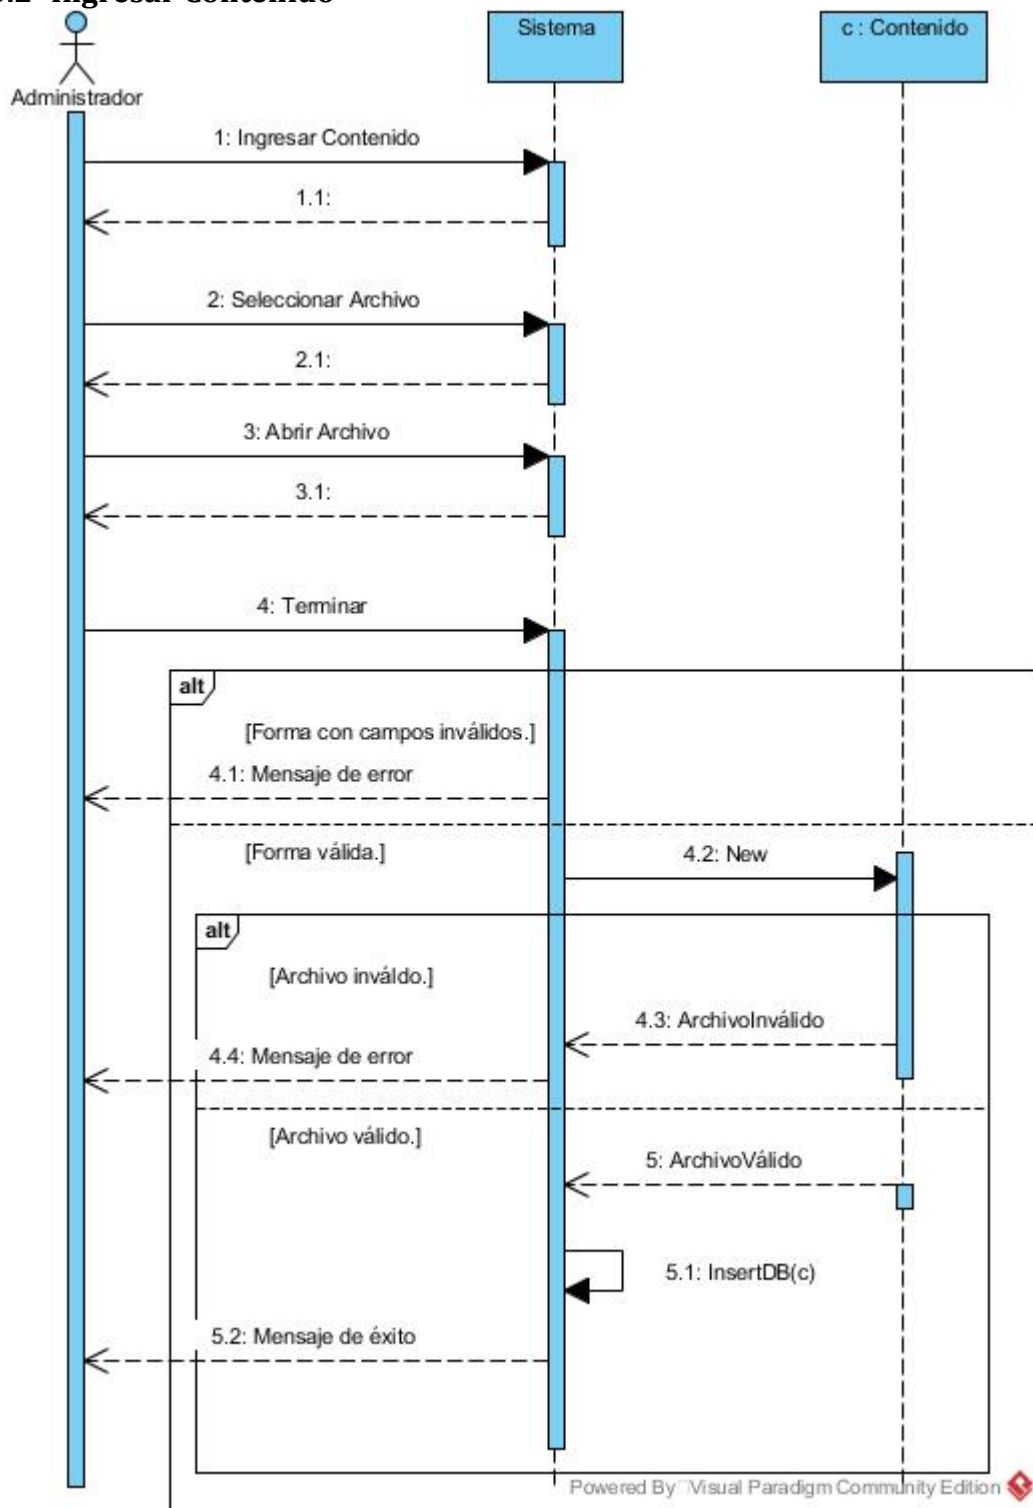 Sistema
c : Contenido
Administrador
1: Ingresar Contenido
1.1:
2: Seleccionar Archivo
2.1:
3: Abrir Archivo
3.1:
4: Terminar
alt
[Forma con campos inválidos.]
4.1: Mensaje de error
[Forma válida.]
4.2: New
alt
[Archivo inváldo.]
4.3: ArchivoInválido
4.4: Mensaje de error
[Archivo válido.]
5: ArchivoVálido
5.1: InsertDB(c)
5.2: Mensaje de éxito
Powered By Visual Paradigm Community Edition